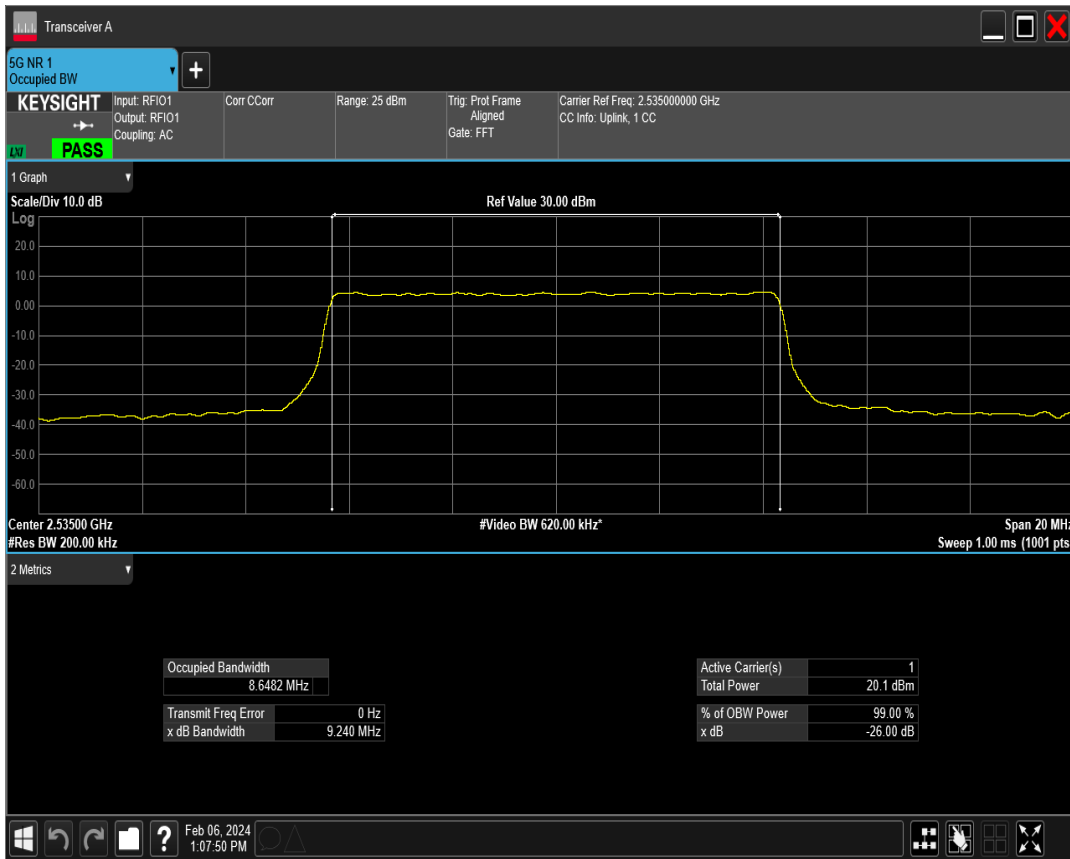 Transceiver A
5G NR 1
Occupied BW
+
KEYSIGHT
LXI
PASS
Input: RFIO1
Output: RFIO1
Coupling: AC
Corr CCorr
Range: 25 dBm
Trig: Prot Frame
Aligned
Gate: FFT
Carrier Ref Freq: 2.535000000 GHz
CC Info: Uplink, 1 CC
1 Graph
Scale/Div 10.0 dB
Ref Value 30.00 dBm
Log
20.0
10.0
0.00
-10.0
-20.0
-30.0
-40.0
-50.0
-60.0
Center 2.53500 GHz
#Video BW 620.00 kHz*
Span 20 MHz
#Res BW 200.00 kHz
Sweep 1.00 ms (1001 pts
2 Metrics
Occupied Bandwidth
8.6482 MHz
Transmit Freq Error 0 Hz
x dB Bandwidth 9.240 MHz
Active Carrier(s) 1
Total Power 20.1 dBm
% of OBW Power 99.00 %
x dB -26.00 dB
?
Feb 06, 2024
1:07:50 PM